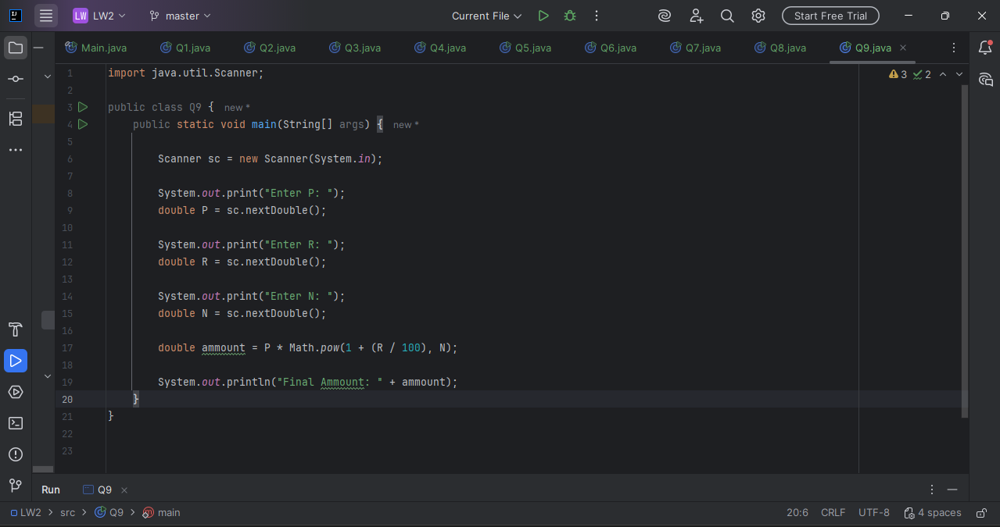 LW LW2 master Current File Start Free Trial
Main.java Q1.java Q2.java Q3.java Q4.java Q5.java Q6.java Q7.java Q8.java Q9.java
3 2
1 import java.util.Scanner;
2
3 public class Q9 { new *
4 public static void main(String[] args) { new *
5
6 Scanner sc = new Scanner(System.in);
7
8 System.out.print("Enter P: ");
9 double P = sc.nextDouble();
10
11 System.out.print("Enter R: ");
12 double R = sc.nextDouble();
13
14 System.out.print("Enter N: ");
15 double N = sc.nextDouble();
16
17 double ammount = P * Math.pow(1 + (R / 100), N);
18
19 System.out.println("Final Ammount: " + ammount);
20 }
21 }
22
23
Run Q9
LW2 > src > Q9 > main 20:6 CRLF UTF-8 4 spaces